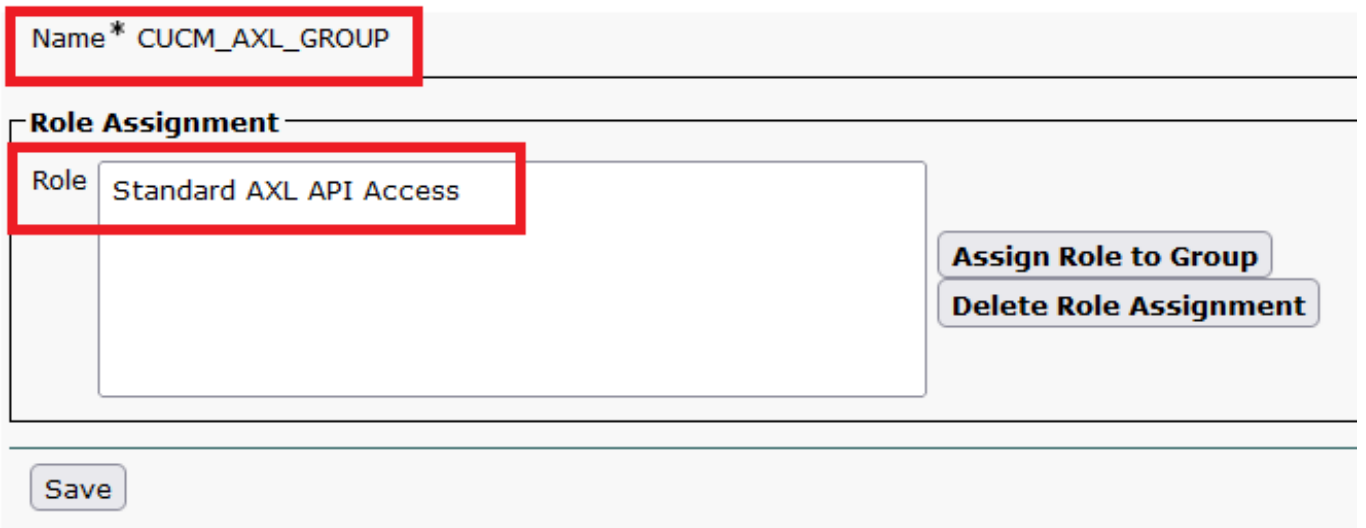 Name* CUCM_AXL_GROUP
Role Assignment
Role Standard AXL API Access
Assign Role to Group
Delete Role Assignment
Save